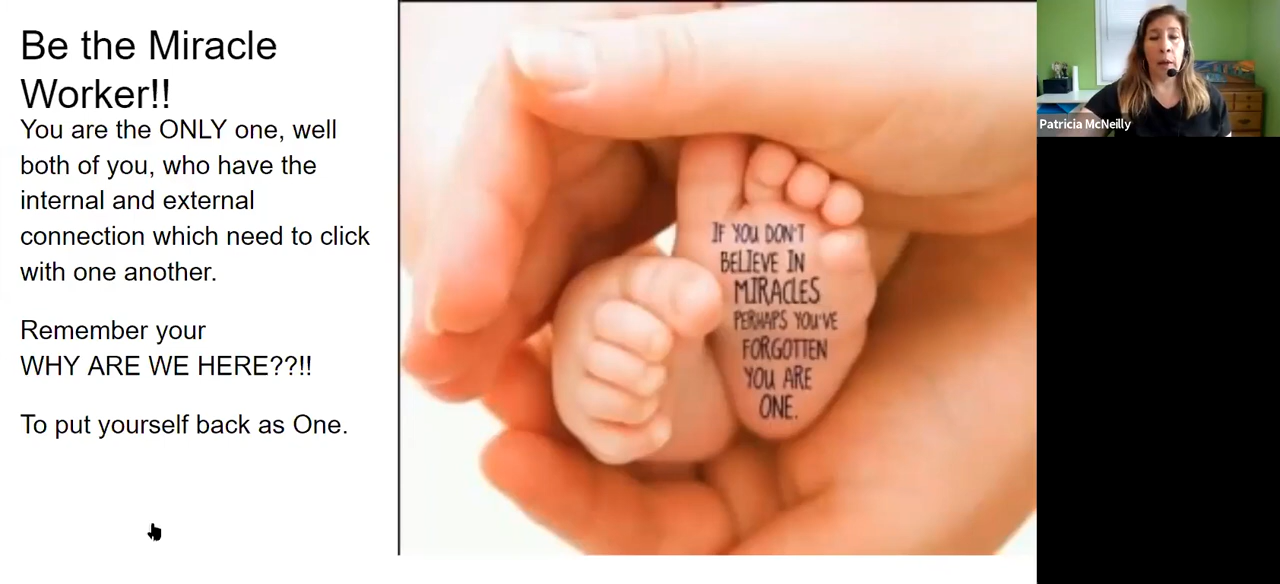 Be the Miracle
Worker!!
You are the ONLY one, well
both of you, who have the
internal and external
connection which need to click
with one another.
Remember your
WHY ARE WE HERE??!!
To put yourself back as One.
IF YOU DON'T
BELIEVE IN
MIRACLES
PERHAPS YOU'VE
FORGOTTEN
YOU ARE
ONE.
Patricia McNeilly